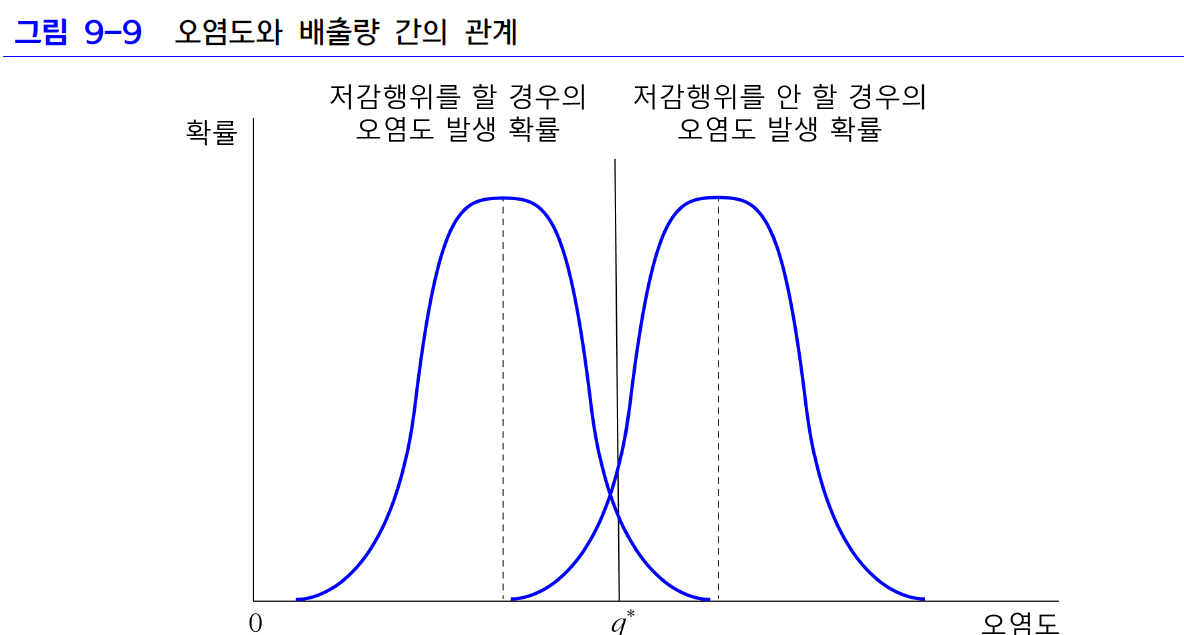 그림 9-9 오염도와 배출량 간의 관계
저감행위를 할 경우의
오염도 발생 확률
저감행위를 안 할 경우의
오염도 발생 확률
확률
0
q*
오염도